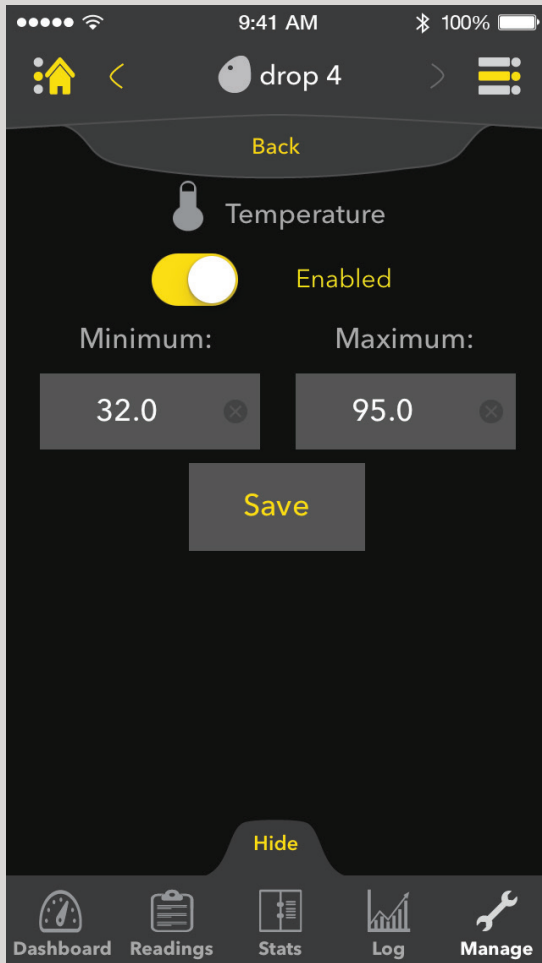 9:41 AM 100%
drop 4
Back
Temperature
Enabled
Minimum: Maximum:
32.0 95.0
Save
Hide
Dashboard Readings Stats Log Manage